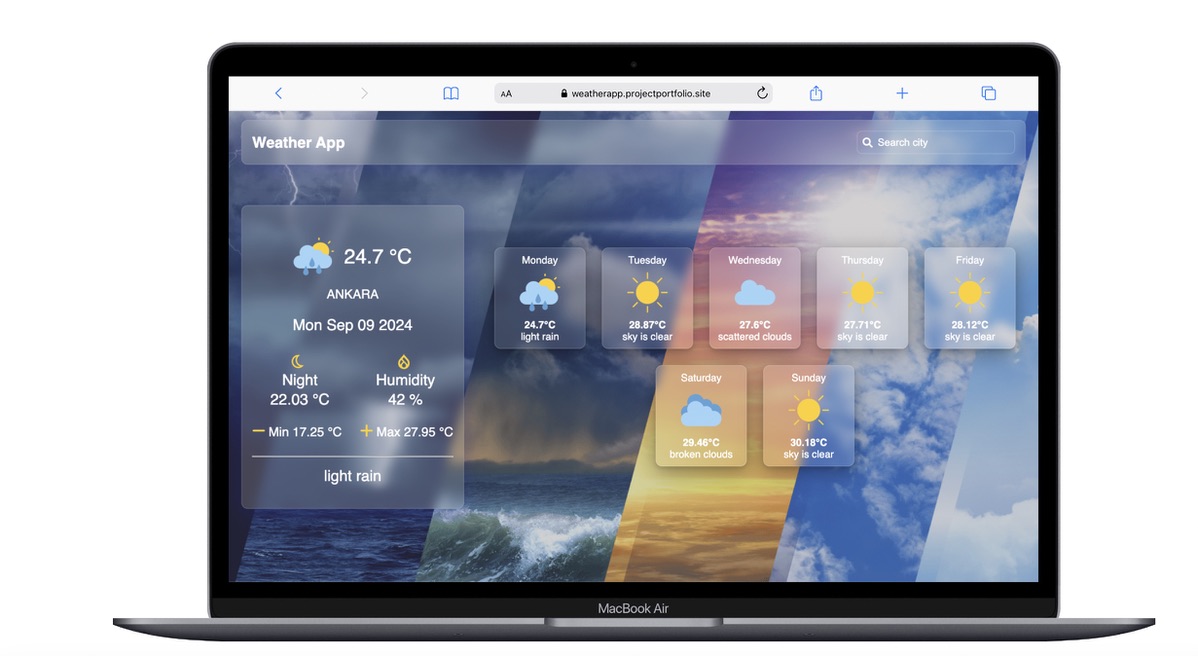 AA
weatherapp.projectportfolio.site
Weather App
Search city
24.7 °C
ANKARA
Mon Sep 09 2024
Night
22.03 °C
Humidity
42 %
Min 17.25 °C
Max 27.95 °C
light rain
Monday
24.7°C
light rain
Tuesday
28.87°C
sky is clear
Wednesday
27.6°C
scattered clouds
Thursday
27.71°C
sky is clear
Friday
28.12°C
sky is clear
Saturday
29.46°C
broken clouds
Sunday
30.18°C
sky is clear
MacBook Air